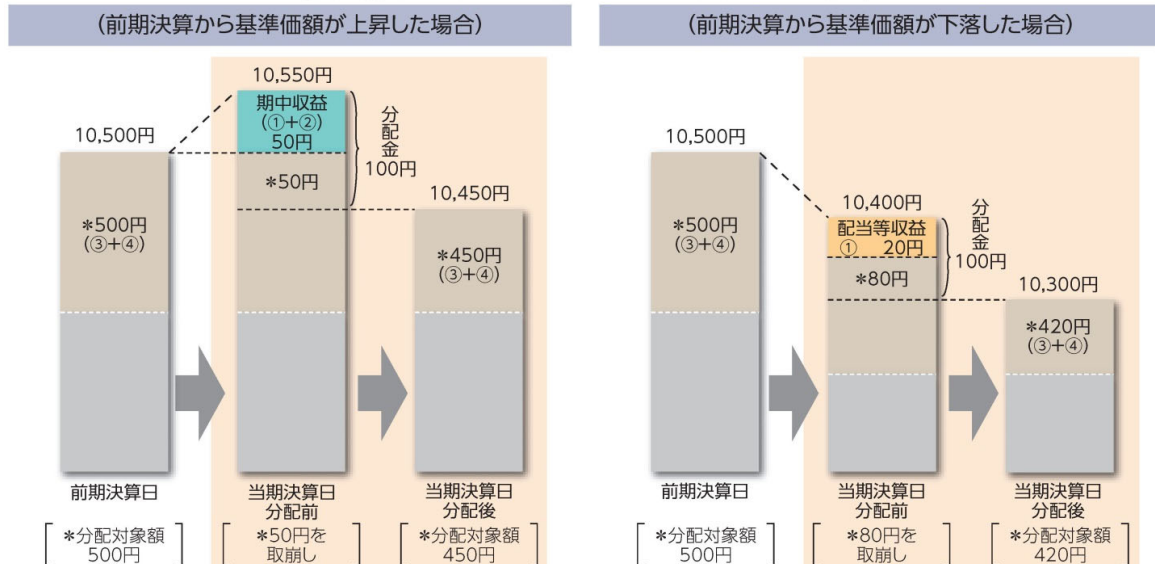 (前期決算から基準価額が上昇した場合)
10,500円
*500円
(③+④)
前期決算日
*分配対象額
500円
10,550円
期中収益
(①+②)
50円
*50円
分配金
100円
当期決算日
分配前
*50円を
取崩し
10,450円
*450円
(③+④)
当期決算日
分配後
*分配対象額
450円
(前期決算から基準価額が下落した場合)
10,500円
*500円
(③+④)
前期決算日
*分配対象額
500円
10,400円
配当等収益
① 20円
*80円
分配金
100円
当期決算日
分配前
*80円を
取崩し
10,300円
*420円
(③+④)
当期決算日
分配後
*分配対象額
420円